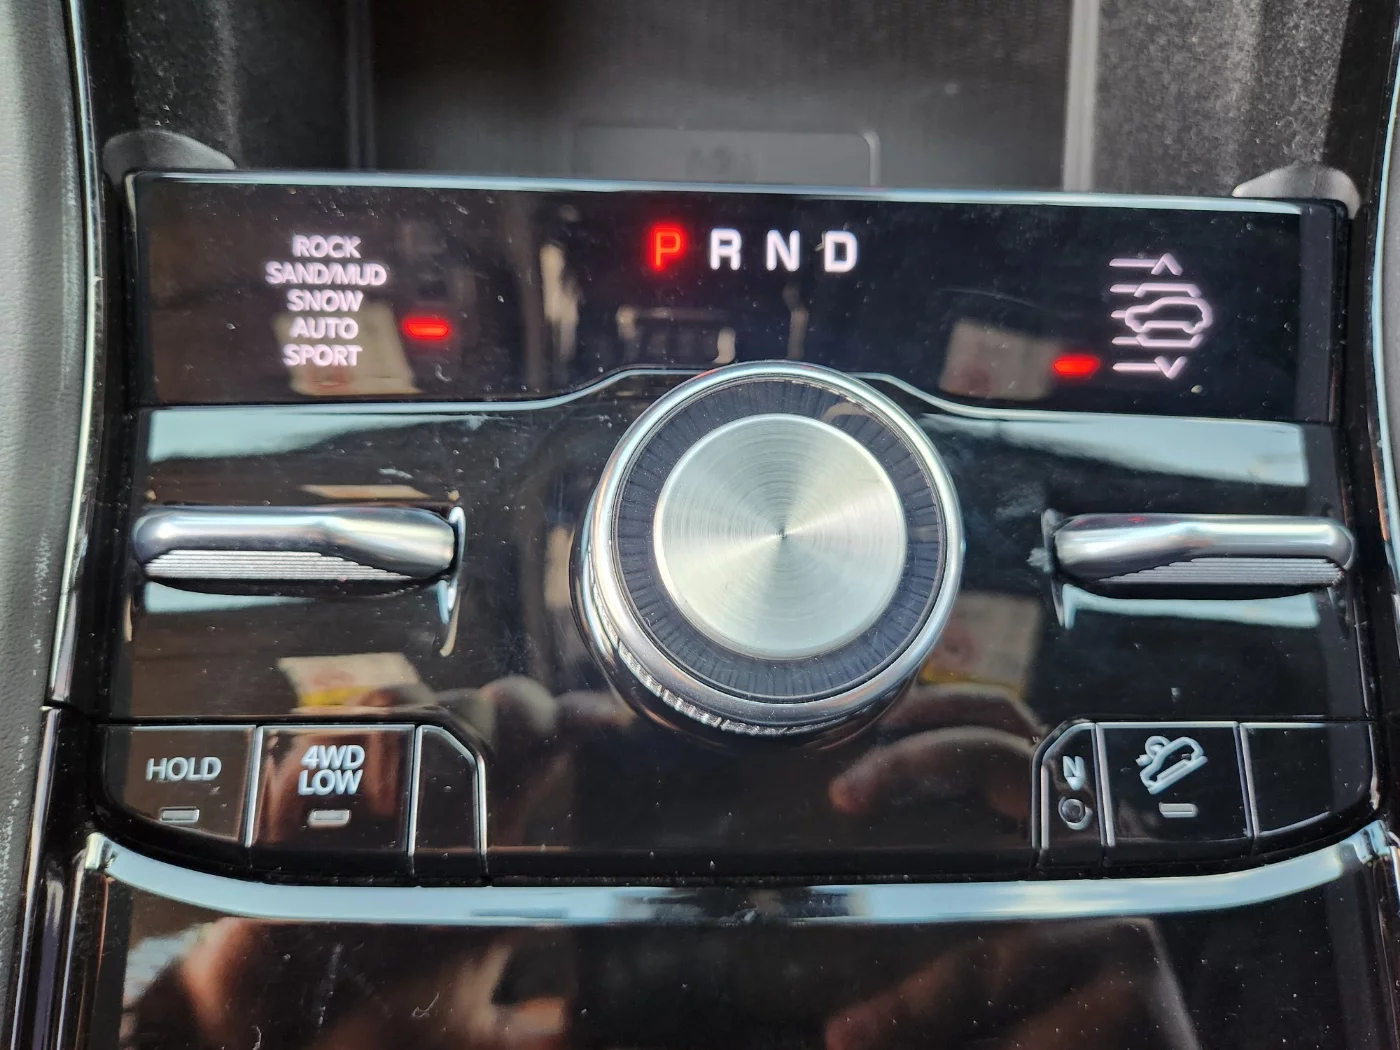 ROCK
SAND/MUD
SNOW
AUTO
SPORT
P R N D
HOLD
4WD
LOW
N